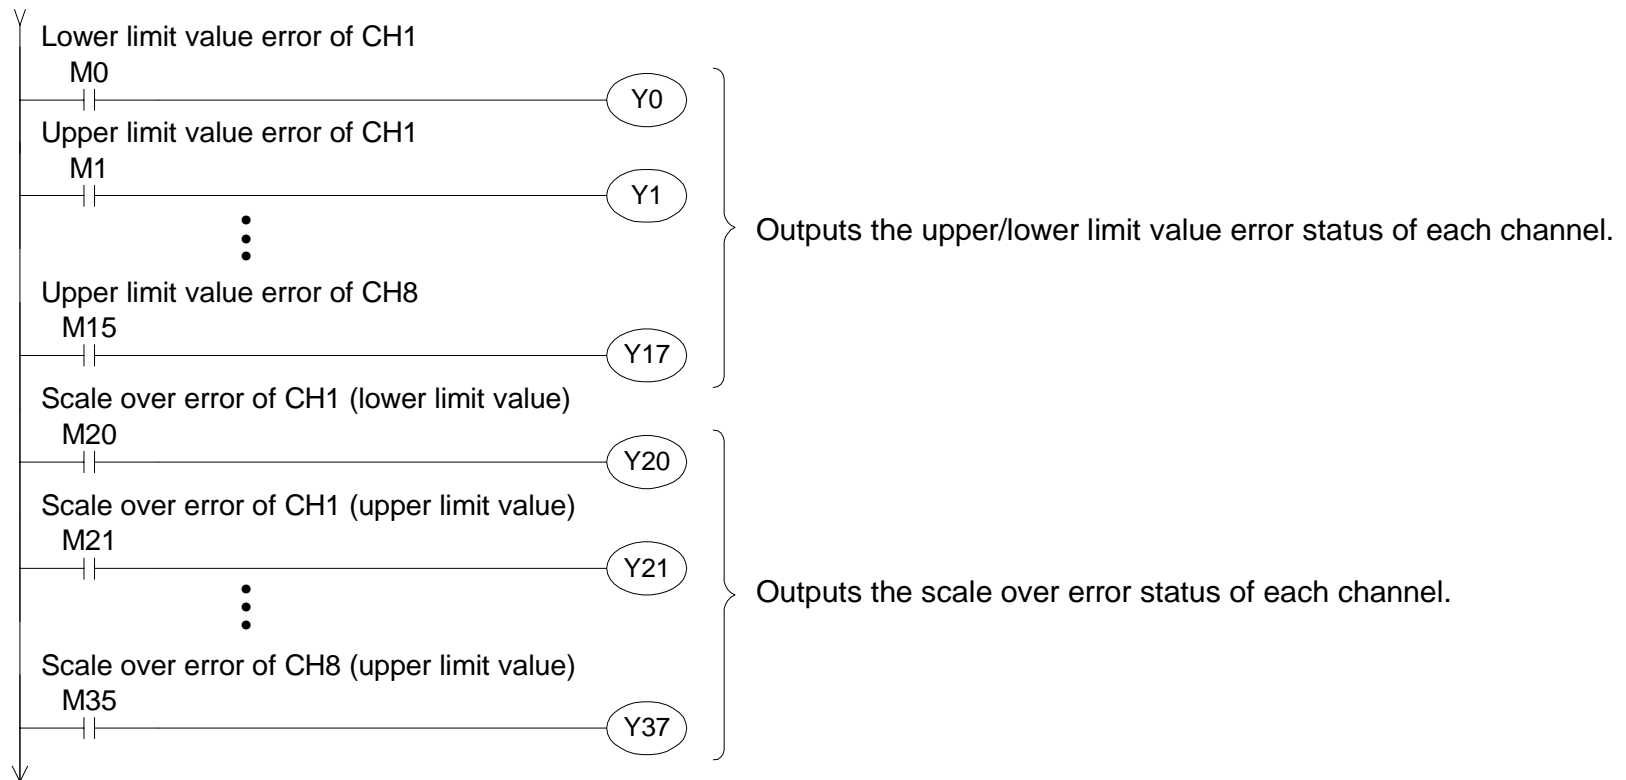 Lower limit value error of CH1
M0
Y0
Upper limit value error of CH1
M1
Y1
Outputs the upper/lower limit value error status of each channel.
Upper limit value error of CH8
M15
Y17
Scale over error of CH1 (lower limit value)
M20
Y20
Scale over error of CH1 (upper limit value)
M21
Y21
Outputs the scale over error status of each channel.
Scale over error of CH8 (upper limit value)
M35
Y37